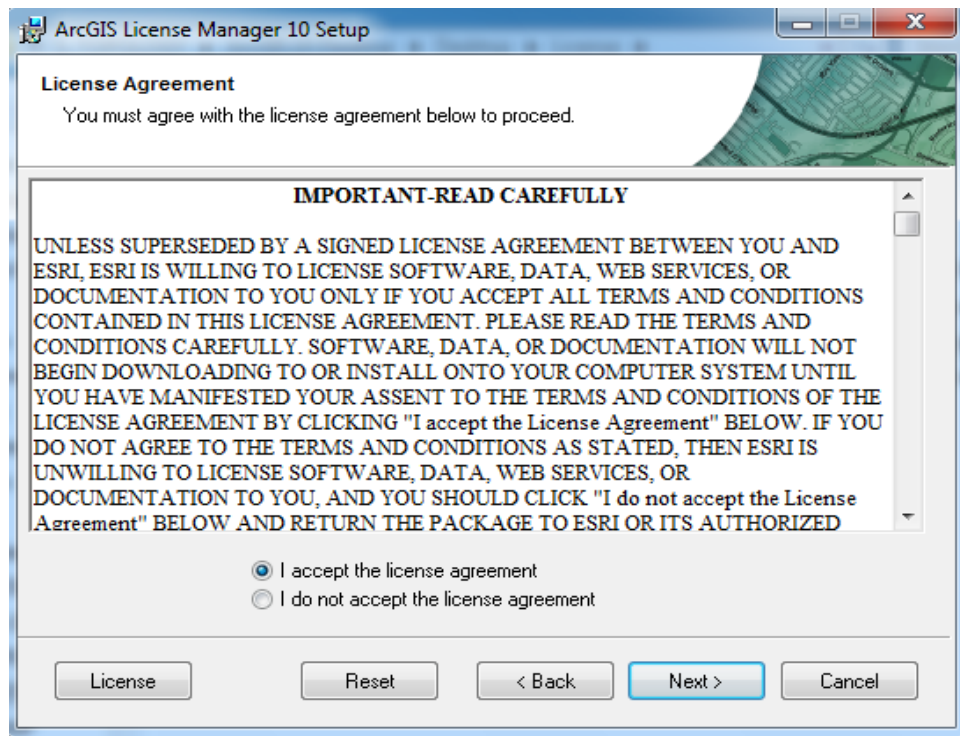 ArcGIS License Manager 10 Setup
License Agreement
You must agree with the license agreement below to proceed.
IMPORTANT-READ CAREFULLY
UNLESS SUPERSEDED BY A SIGNED LICENSE AGREEMENT BETWEEN YOU AND
ESRI, ESRI IS WILLING TO LICENSE SOFTWARE, DATA, WEB SERVICES, OR
DOCUMENTATION TO YOU ONLY IF YOU ACCEPT ALL TERMS AND CONDITIONS
CONTAINED IN THIS LICENSE AGREEMENT. PLEASE READ THE TERMS AND
CONDITIONS CAREFULLY. SOFTWARE, DATA, OR DOCUMENTATION WILL NOT
BEGIN DOWNLOADING TO OR INSTALL ONTO YOUR COMPUTER SYSTEM UNTIL
YOU HAVE MANIFESTED YOUR ASSENT TO THE TERMS AND CONDITIONS OF THE
LICENSE AGREEMENT BY CLICKING "I accept the License Agreement" BELOW. IF YOU
DO NOT AGREE TO THE TERMS AND CONDITIONS AS STATED, THEN ESRI IS
UNWILLING TO LICENSE SOFTWARE, DATA, WEB SERVICES, OR
DOCUMENTATION TO YOU, AND YOU SHOULD CLICK "I do not accept the License
Agreement" BELOW AND RETURN THE PACKAGE TO ESRI OR ITS AUTHORIZED
I accept the license agreement
I do not accept the license agreement
License Reset < Back Next > Cancel